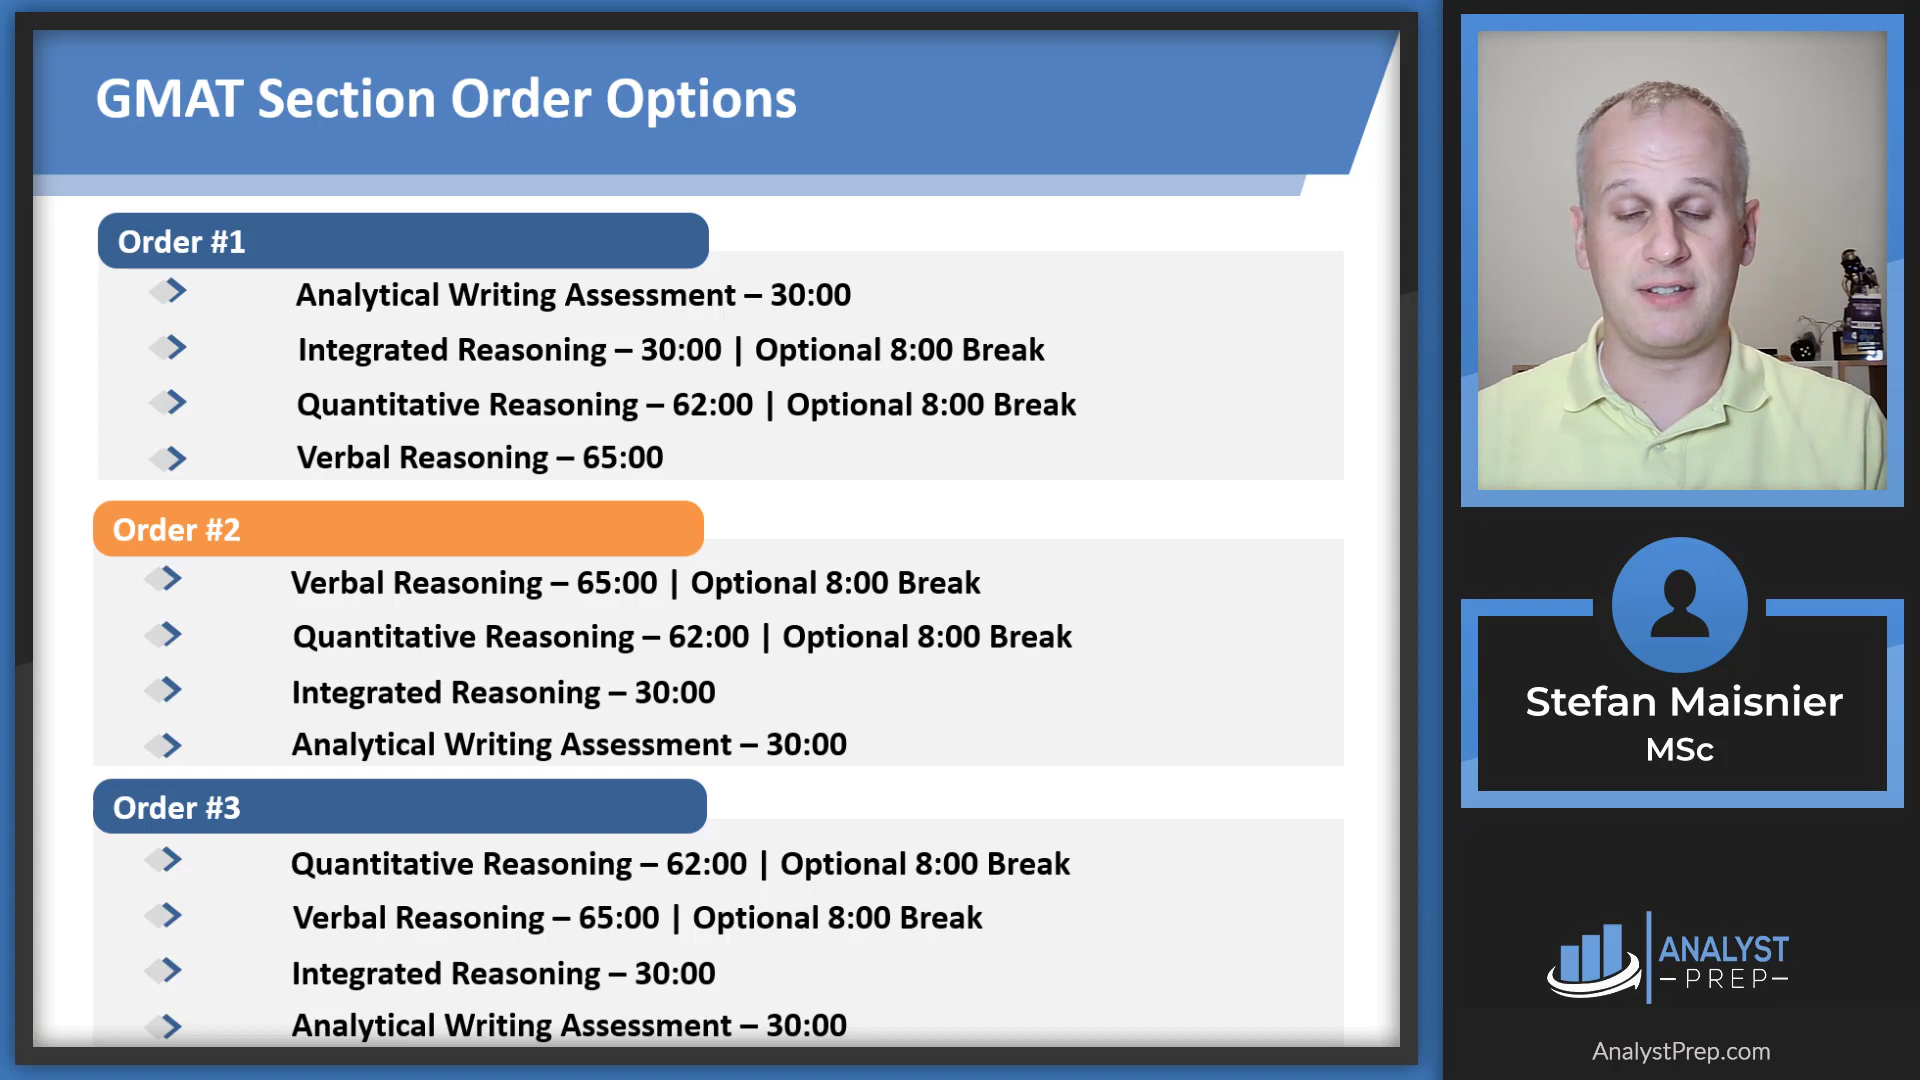 GMAT Section Order Options
Order #1
Analytical Writing Assessment – 30:00
Integrated Reasoning – 30:00 | Optional 8:00 Break
Quantitative Reasoning – 62:00 | Optional 8:00 Break
Verbal Reasoning – 65:00
Order #2
Verbal Reasoning – 65:00 | Optional 8:00 Break
Quantitative Reasoning – 62:00 | Optional 8:00 Break
Integrated Reasoning – 30:00
Analytical Writing Assessment – 30:00
Order #3
Quantitative Reasoning – 62:00 | Optional 8:00 Break
Verbal Reasoning – 65:00 | Optional 8:00 Break
Integrated Reasoning – 30:00
Analytical Writing Assessment – 30:00
Stefan Maisnier
MSc
ANALYST
PREP
AnalystPrep.com